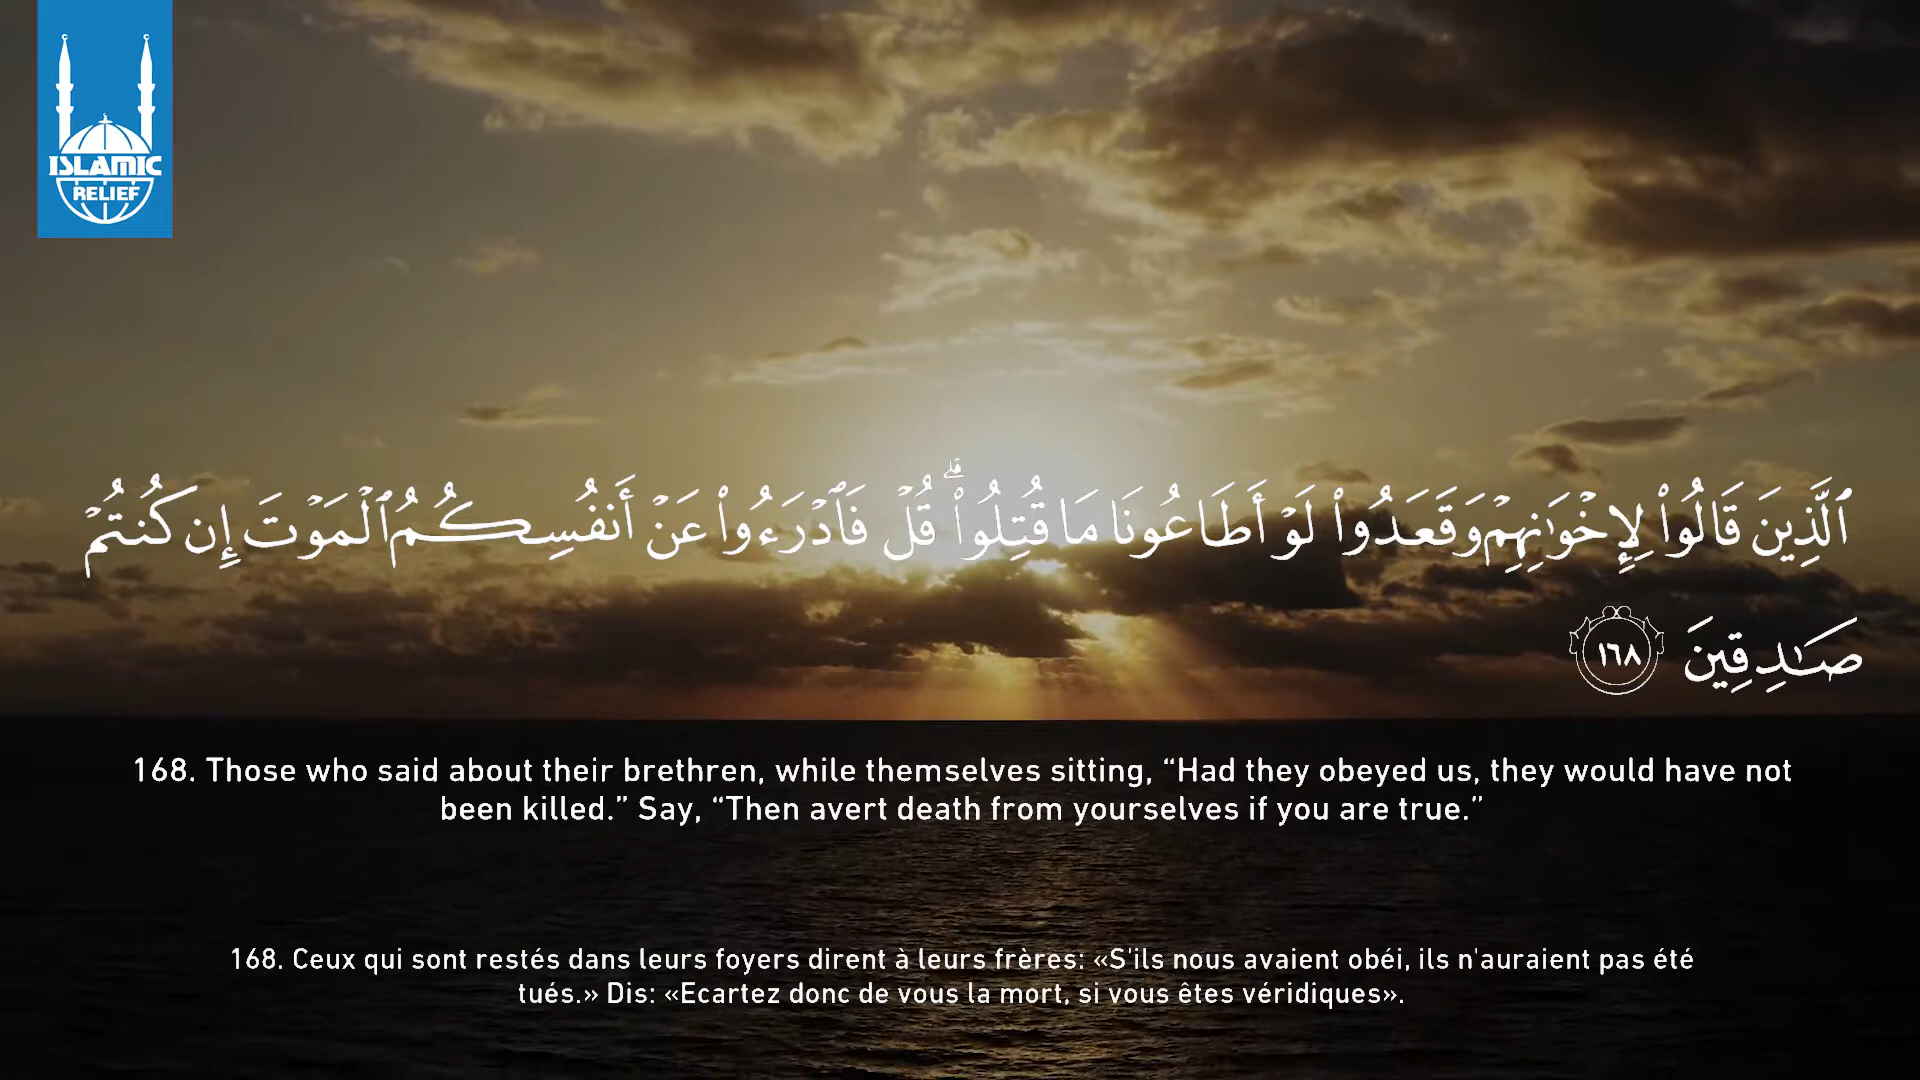 ISLAMIC
RELIEF
ٱلَّذِينَ قَالُوا۟ لِإِخْوَٰنِهِمْ وَقَعَدُوا۟ لَوْ أَطَاعُونَا مَا قُتِلُوا۟ ۗ قُلْ فَٱدْرَءُوا۟ عَنْ أَنفُسِكُمُ ٱلْمَوْتَ إِن كُنتُمْ
صَـٰدِقِينَ ١٦٨
168. Those who said about their brethren, while themselves sitting, “Had they obeyed us, they would have not
been killed.” Say, “Then avert death from yourselves if you are true.”
168. Ceux qui sont restés dans leurs foyers dirent à leurs frères: «S'ils nous avaient obéi, ils n'auraient pas été
tués.» Dis: «Ecartez donc de vous la mort, si vous êtes véridiques».